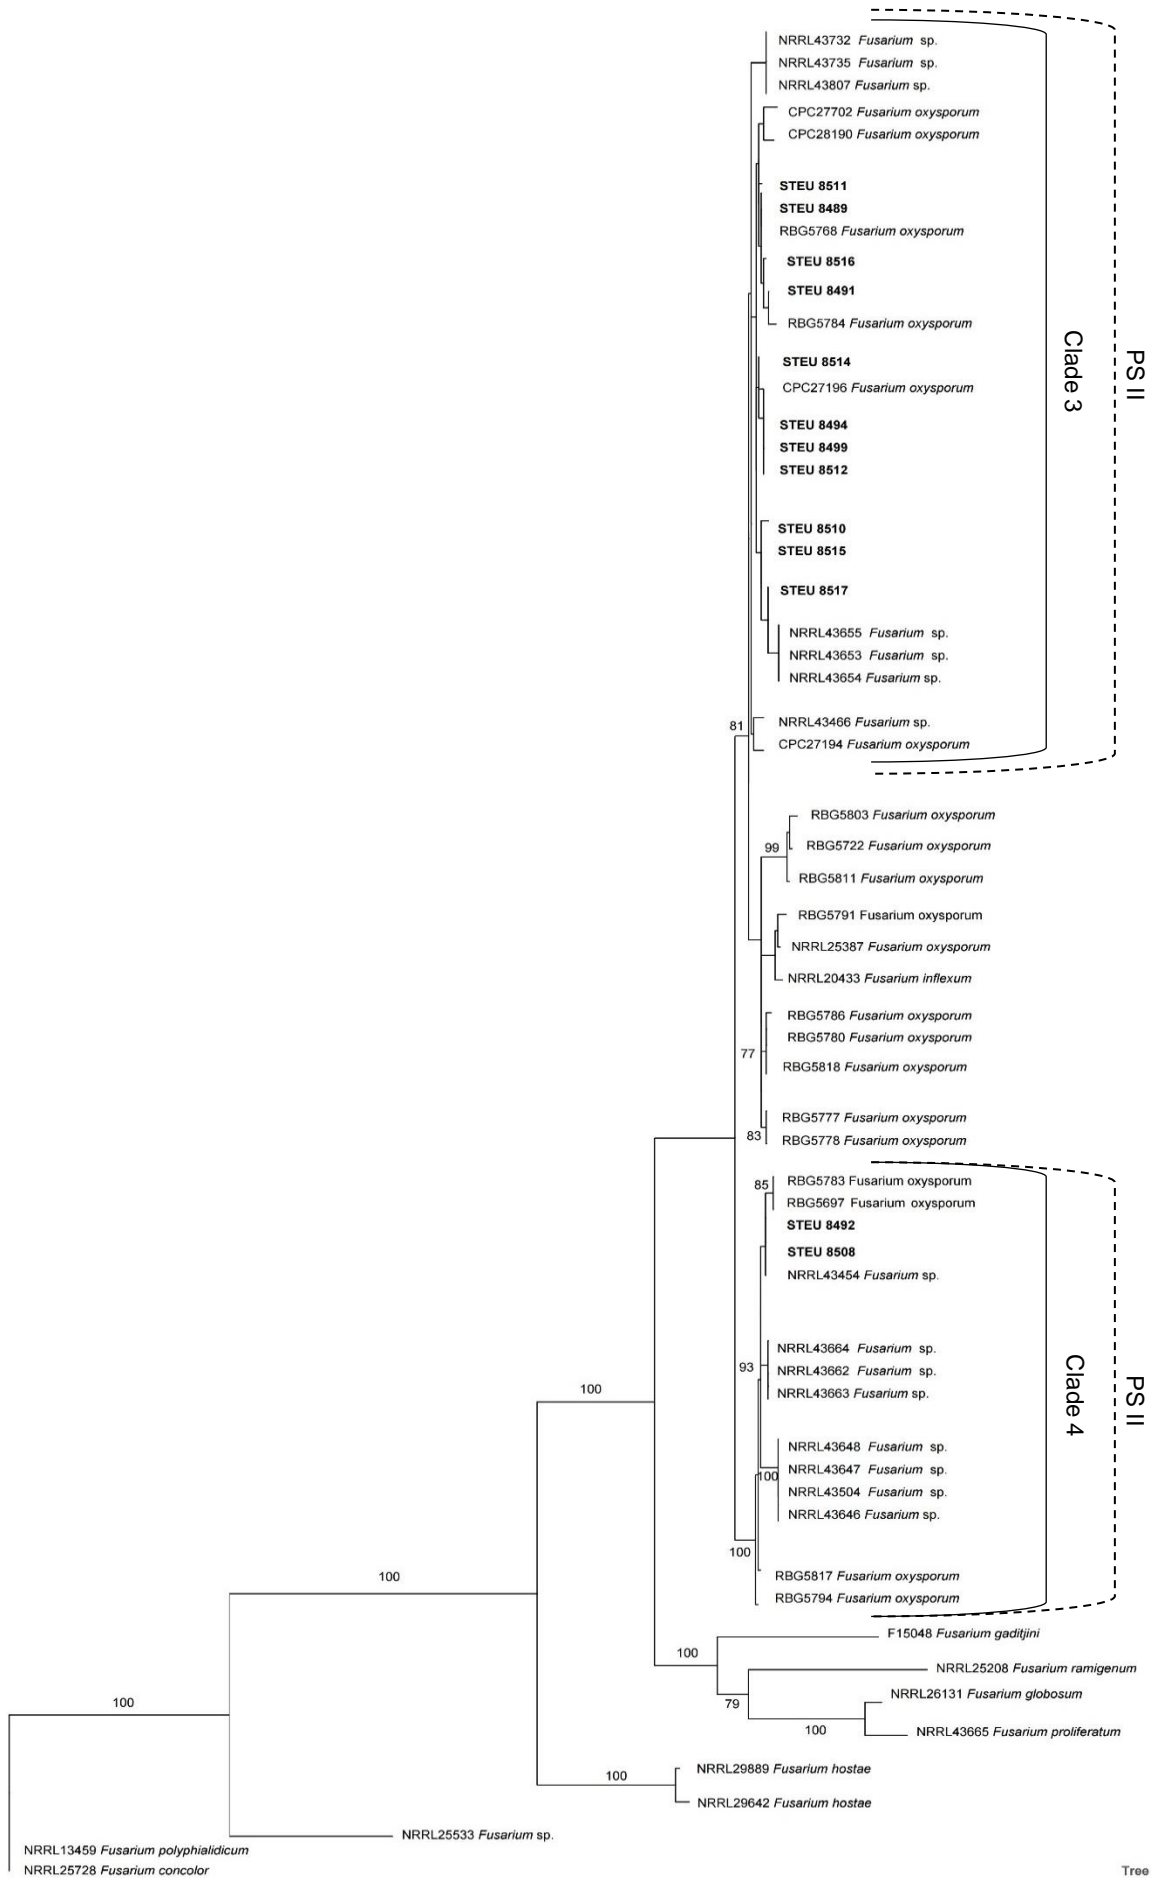 NRRL43732 Fusarium sp.
NRRL43735 Fusarium sp.
NRRL43807 Fusarium sp.
CPC27702 Fusarium oxysporum
CPC28190 Fusarium oxysporum
STEU 8511
STEU 8489
RBG5768 Fusarium oxysporum
STEU 8516
STEU 8491
RBG5784 Fusarium oxysporum
STEU 8514
CPC27196 Fusarium oxysporum
STEU 8494
STEU 8499
STEU 8512
STEU 8510
STEU 8515
STEU 8517
NRRL43655 Fusarium sp.
NRRL43653 Fusarium sp.
NRRL43654 Fusarium sp.
NRRL43466 Fusarium sp.
CPC27194 Fusarium oxysporum
Clade 3
PS II
81
RBG5803 Fusarium oxysporum
99
RBG5722 Fusarium oxysporum
RBG5811 Fusarium oxysporum
RBG5791 Fusarium oxysporum
NRRL25387 Fusarium oxysporum
NRRL20433 Fusarium inflexum
RBG5786 Fusarium oxysporum
RBG5780 Fusarium oxysporum
77
RBG5818 Fusarium oxysporum
RBG5777 Fusarium oxysporum
83
RBG5778 Fusarium oxysporum
85
RBG5783 Fusarium oxysporum
RBG5697 Fusarium oxysporum
STEU 8492
STEU 8508
NRRL43454 Fusarium sp.
NRRL43664 Fusarium sp.
93
NRRL43662 Fusarium sp.
NRRL43663 Fusarium sp.
NRRL43648 Fusarium sp.
NRRL43647 Fusarium sp.
100
NRRL43504 Fusarium sp.
NRRL43646 Fusarium sp.
100
RBG5817 Fusarium oxysporum
RBG5794 Fusarium oxysporum
Clade 4
PS II
100
100
F15048 Fusarium gaditjini
100
NRRL25208 Fusarium ramigenum
NRRL26131 Fusarium globosum
79
100
NRRL43665 Fusarium proliferatum
100
NRRL29889 Fusarium hostae
100
NRRL29642 Fusarium hostae
NRRL25533 Fusarium sp.
NRRL13459 Fusarium polyphialidicum
NRRL25728 Fusarium concolor
Tree